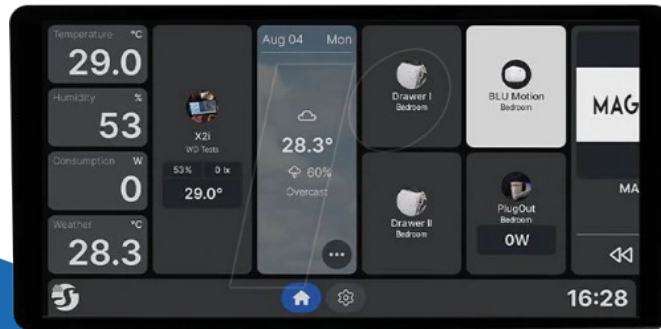 Temperature °C
29.0
Humidity %
53
Consumption W
0
Weather °C
28.3
X2i
WD Tests
53% 0 lx
29.0°
Aug 04 Mon
28.3°
60%
Overcast
Drawer I
Bedroom
Drawer II
Bedroom
BLU Motion
Bedroom
PlugOut
Bedroom
0W
MAG
MA
16:28